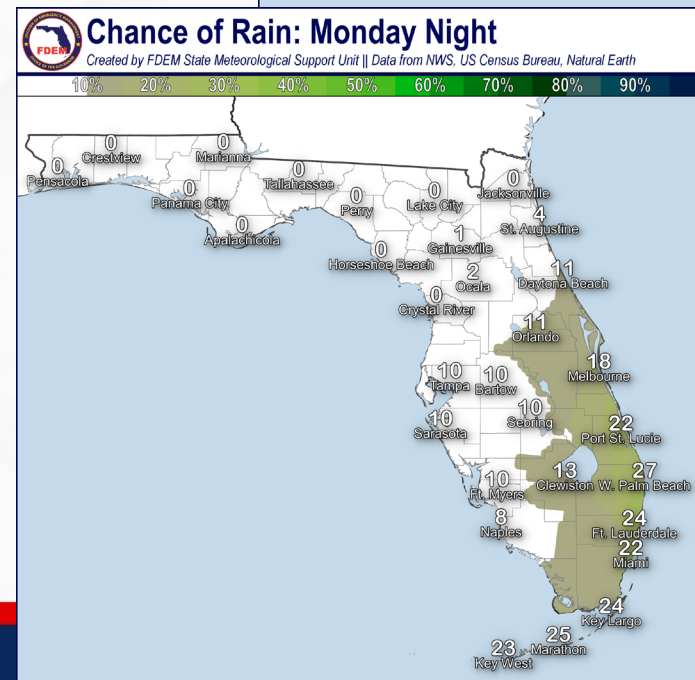 FDEM
Chance of Rain: Monday Night
Created by FDEM State Meteorological Support Unit || Data from NWS, US Census Bureau, Natural Earth
10% 20% 30% 40% 50% 60% 70% 80% 90%
0
Crestview
0
Marianna
0
Pensacola
0
Tallahassee
0
Jacksonville
0
Panama City
0
Perry
0
Lake City
4
St. Augustine
0
Apalachicola
1
Gainesville
0
Horseshoe Beach
2
Ocala
11
Daytona Beach
0
Crystal River
11
Orlando
18
Melbourne
10
Tampa
10
Bartow
10
Sebring
10
Sarasota
22
Port St. Lucie
13
Clewiston
27
W. Palm Beach
10
Ft. Myers
8
Naples
24
Ft. Lauderdale
22
Miami
24
Key Largo
25
Marathon
23
Key West